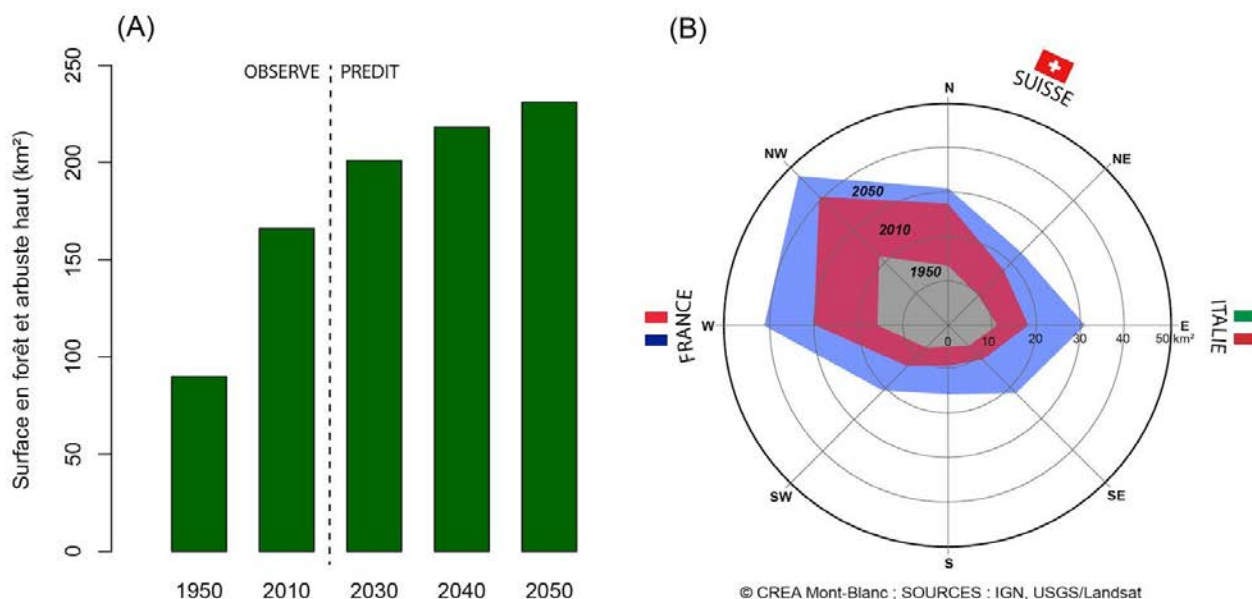 (A)
Surface en forêt et arbuste haut (km²)
250
200
150
100
50
0
OBSERVE
PREDIT
1950
2010
2030
2040
2050
(B)
SUISSE
N
NW
NE
2050
2010
1950
FRANCE
W
E
ITALIE
0
10
20
30
40
50 km²
SW
SE
S
© CREA Mont-Blanc ; SOURCES : IGN, USGS/Landsat